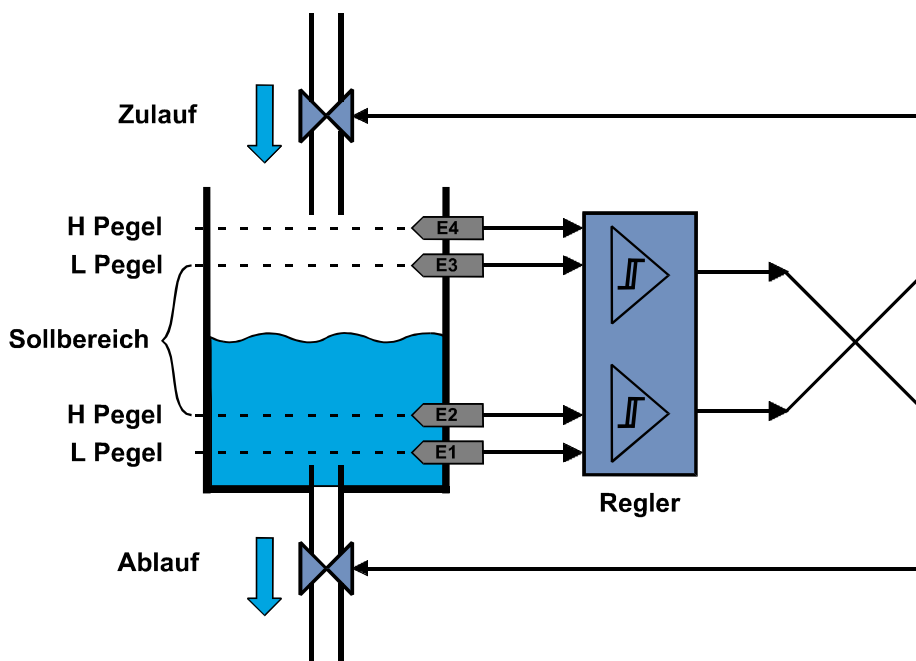 Zulauf
H Pegel
E4
L Pegel
E3
Sollbereich
H Pegel
E2
L Pegel
E1
Regler
Ablauf